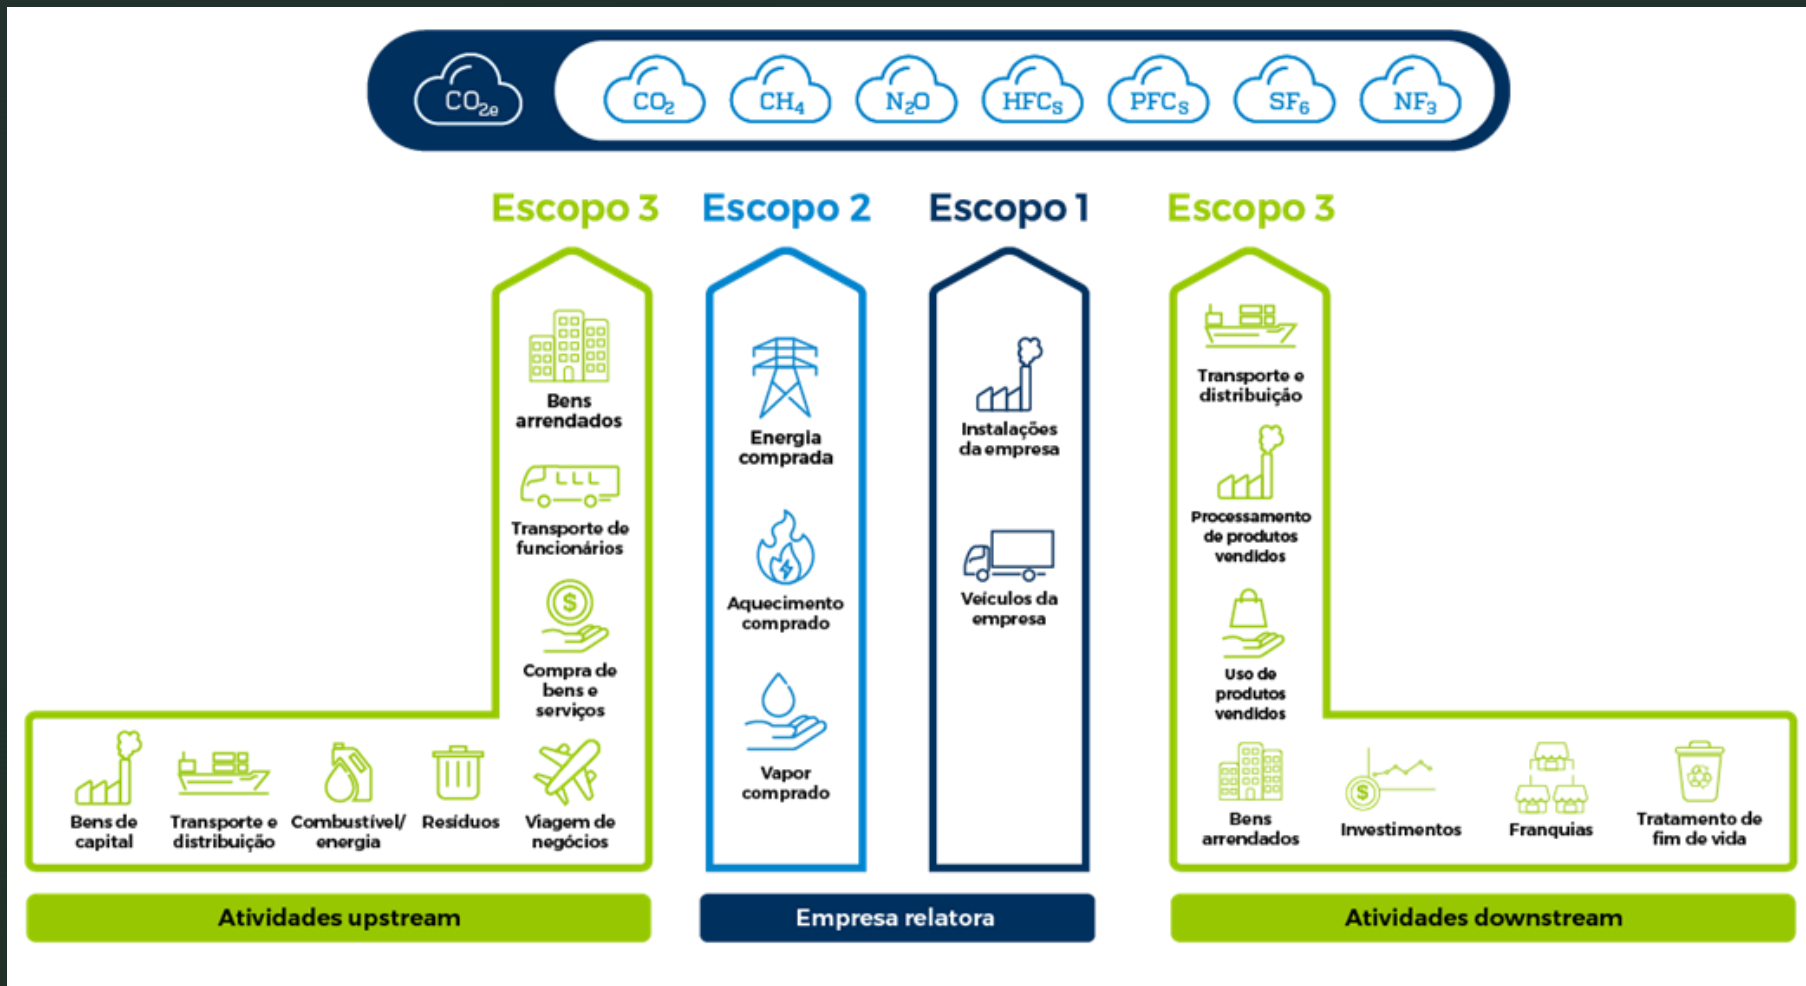 CO2e
CO2
CH4
N2O
HFCS
PFCS
SF6
NF3
Escopo 3
Escopo 2
Escopo 1
Escopo 3
Bens
arrendados
Transporte de
funcionários
Compra de
bens e
serviços
Bens de
capital
Transporte e
distribuição
Combustível/
energia
Resíduos
Viagem de
negócios
Energia
comprada
Aquecimento
comprado
Vapor
comprado
Instalações
da empresa
Veículos da
empresa
Transporte e
distribuição
Processamento
de produtos
vendidos
Uso de
produtos
vendidos
Bens
arrendados
Investimentos
Franquias
Tratamento de
fim de vida
Atividades upstream
Empresa relatora
Atividades downstream